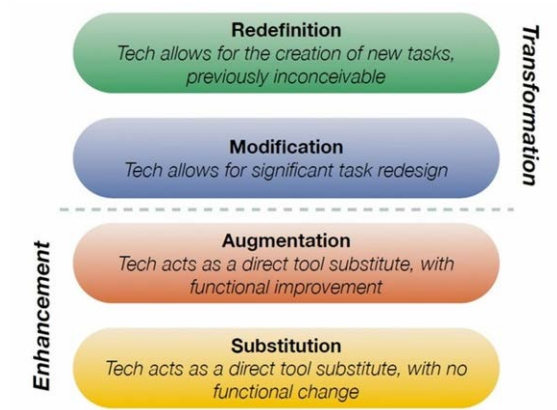 Redefinition
Tech allows for the creation of new tasks,
previously inconceivable
Transformation
Modification
Tech allows for significant task redesign
Augmentation
Tech acts as a direct tool substitute, with
functional improvement
Enhancement
Substitution
Tech acts as a direct tool substitute, with no
functional change